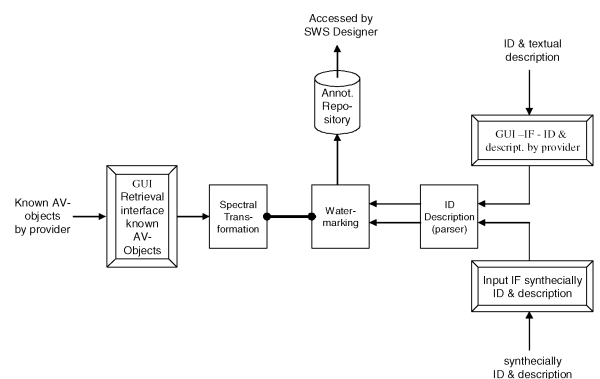 Accessed by
SWS Designer
ID & textual
description
Annot.
Repo-
sitory
GUI –IF - ID &
descript. by provider
Known AV-
objects
by provider
GUI
Retrieval
interface
known
AV-
Objects
Spectral
Trans-
formation
Water-
marking
ID
Description
(parser)
Input IF synthecially
ID & description
synthecially
ID & description